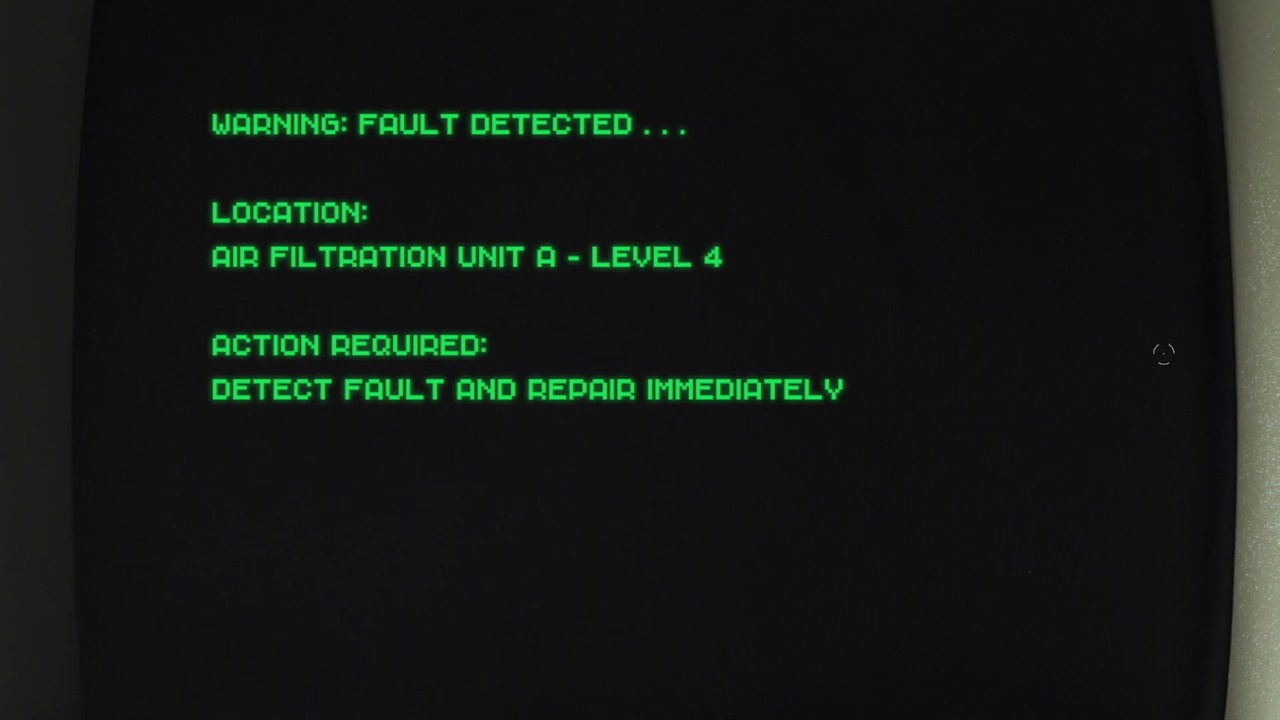 WARNING: FAULT DETECTED . . .
LOCATION:
AIR FILTRATION UNIT A - LEVEL 4
ACTION REQUIRED:
DETECT FAULT AND REPAIR IMMEDIATELY